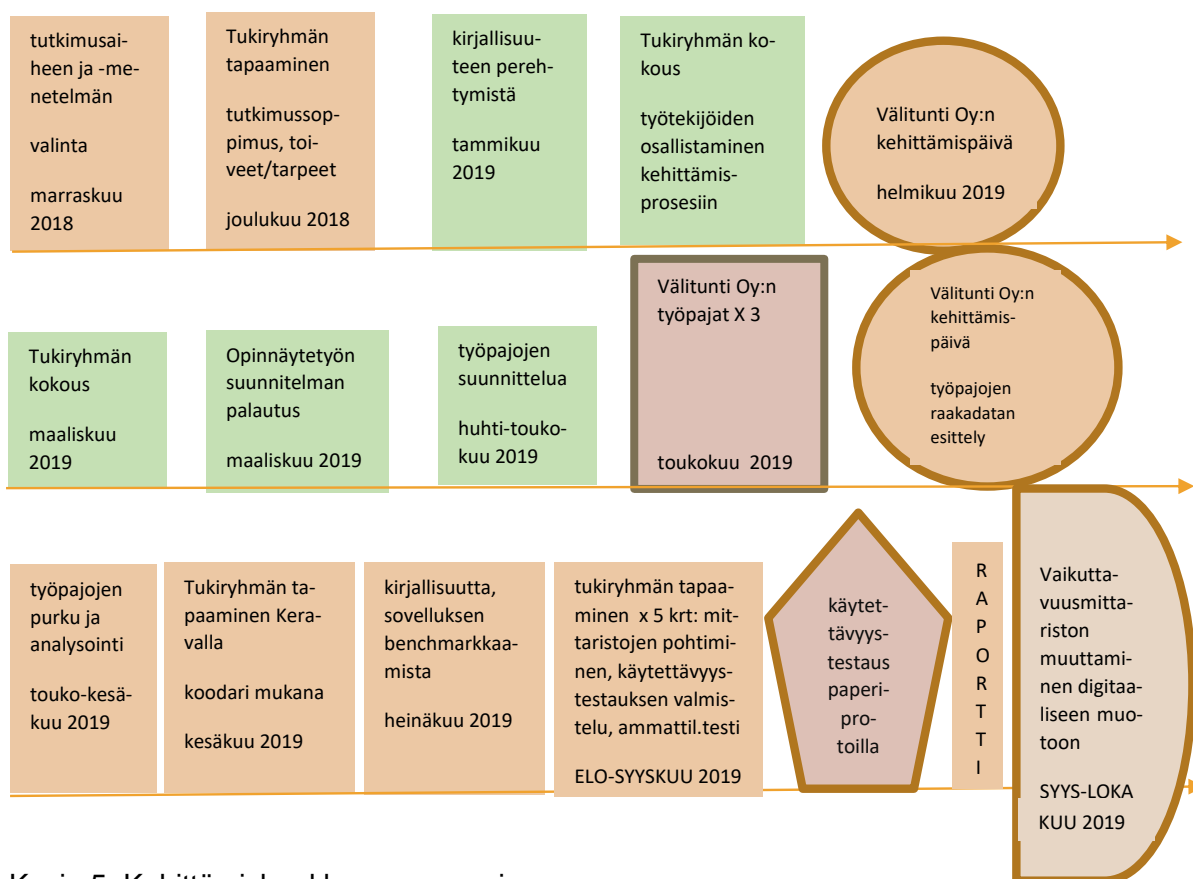 tutkimusai-
heen ja -me-
netelmän
valinta
marraskuu
2018
Tukiryhmän
tapaaminen
tutkimussop-
pimus, toi-
veet/tarpeet
joulukuu 2018
kirjallisuu-
teen pereh-
tymistä
tammikuu
2019
Tukiryhmän ko-
kous
työtekijöiden
osallistaminen
kehittämis-
prosesiin
Välitunti Oy:n
kehittämispäivä
helmikuu 2019
Tukiryhmän
kokous
maaliskuu
2019
Opinnäytetyön
suunnitelman
palautus
maaliskuu 2019
työpajojen
suunnittelua
huhti-touko-
kuu 2019
Välitunti Oy:n
työpajat X 3
toukokuu 2019
Välitunti Oy:n
kehittämis-
päivä
työpajojen
raakadatan
esittely
työpajojen
purku ja
analysointi
touko-kesä-
kuu 2019
Tukiryhmän ta-
paaminen Kera-
valla
koodari mukana
kesäkuu 2019
kirjallisuutta,
sovelluksen
benchmarkkaa-
mista
heinäkuu 2019
tukiryhmän tapaa-
minen x 5 krt: mit-
taristojen pohtimi-
nen, käytettävyys-
testauksen valmis-
telu, ammattil.testi
ELO-SYYSKUU 2019
käytet-
tävyys-
testaus
paperi-
pro-
toilla
R
A
P
O
R
T
T
I
Vaikutta-
vuusmitta-
riston
muuttami-
nen digitaa-
liseen muo-
toon
SYYS-LOKA
KUU 2019